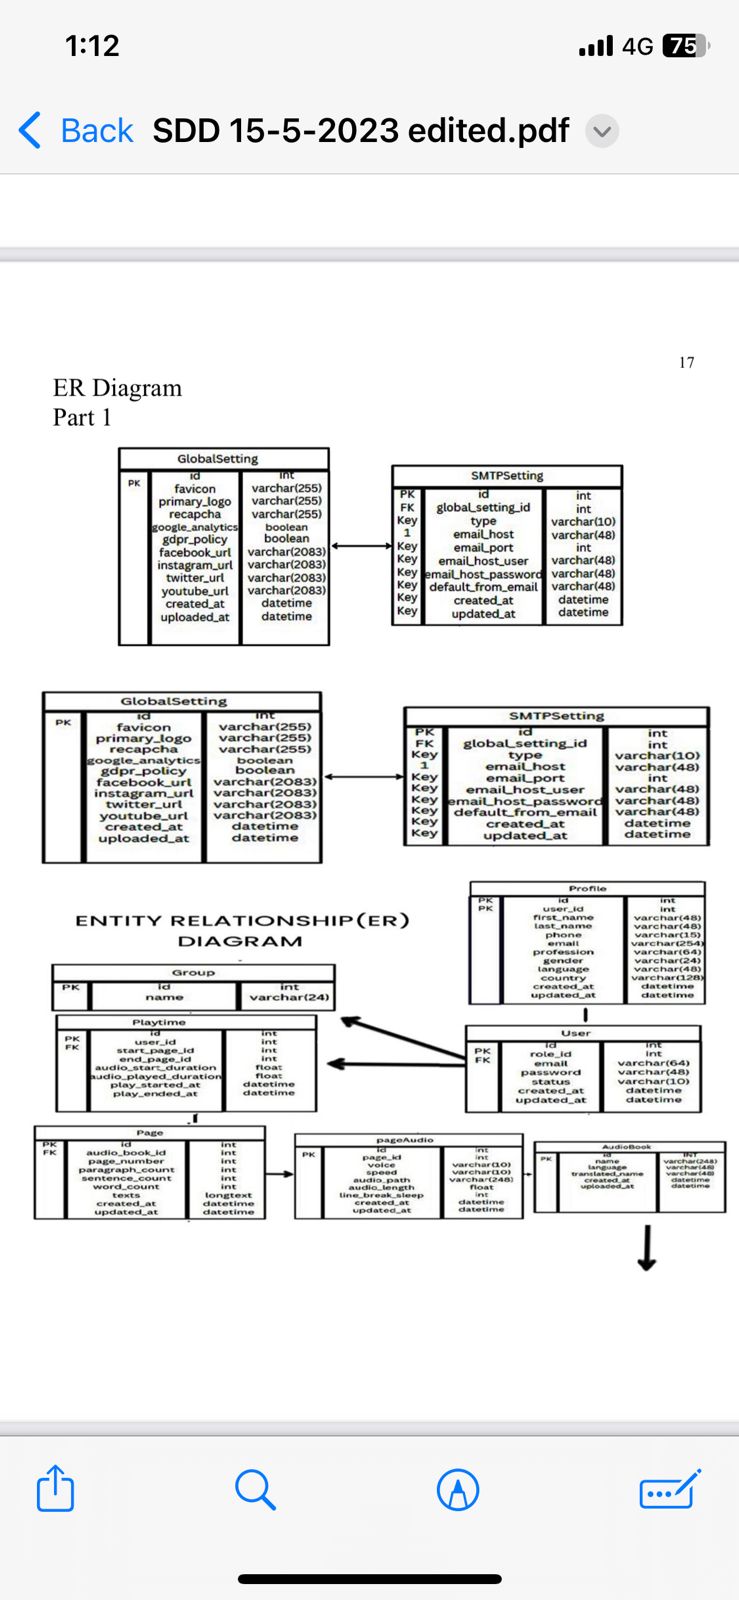 1:12 4G 75
Back SDD 15-5-2023 edited.pdf
17
ER Diagram
Part 1
GlobalSetting
PK id int
favicon varchar(255)
primary_logo varchar(255)
recapcha varchar(255)
google_analytics boolean
gdpr_policy boolean
facebook_url varchar(2083)
instagram_url varchar(2083)
twitter_url varchar(2083)
youtube_url varchar(2083)
created_at datetime
uploaded_at datetime
SMTPSetting
PK id int
FK global_setting_id int
Key type varchar(10)
1 email_host varchar(48)
Key email_port int
Key email_host_user varchar(48)
Key email_host_password varchar(48)
Key default_from_email varchar(48)
Key created_at datetime
Key updated_at datetime
GlobalSetting
PK id int
favicon varchar(255)
primary_logo varchar(255)
recapcha varchar(255)
google_analytics boolean
gdpr_policy boolean
facebook_url varchar(2083)
instagram_url varchar(2083)
twitter_url varchar(2083)
youtube_url varchar(2083)
created_at datetime
uploaded_at datetime
SMTPSetting
PK id int
FK global_setting_id int
Key type varchar(10)
1 email_host varchar(48)
Key email_port int
Key email_host_user varchar(48)
Key email_host_password varchar(48)
Key default_from_email varchar(48)
Key created_at datetime
Key updated_at datetime
ENTITY RELATIONSHIP(ER)
DIAGRAM
Profile
PK id int
PK user_id int
first_name varchar(48)
last_name varchar(48)
phone varchar(15)
email varchar(254)
profession varchar(64)
gender varchar(24)
language varchar(48)
country varchar(128)
created_at datetime
updated_at datetime
Group
PK id int
name varchar(24)
Playtime
PK id int
FK user_id int
start_page_id int
end_page_id int
audio_start_duration float
audio_played_duration float
play_started_at datetime
play_ended_at datetime
User
PK id int
FK role_id int
email varchar(64)
password varchar(48)
status varchar(10)
created_at datetime
updated_at datetime
Page
PK id int
FK audio_book_id int
page_number int
paragraph_count int
sentence_count int
word_count int
texts longtext
created_at datetime
updated_at datetime
pageAudio
PK id int
page_id int
voice varchar(10)
speed varchar(10)
audio_path varchar(248)
audio_length float
line_break_sleep int
created_at datetime
updated_at datetime
AudioBook
PK id INT
name varchar(248)
language varchar(48)
translated_name varchar(48)
created_at datetime
uploaded_at datetime